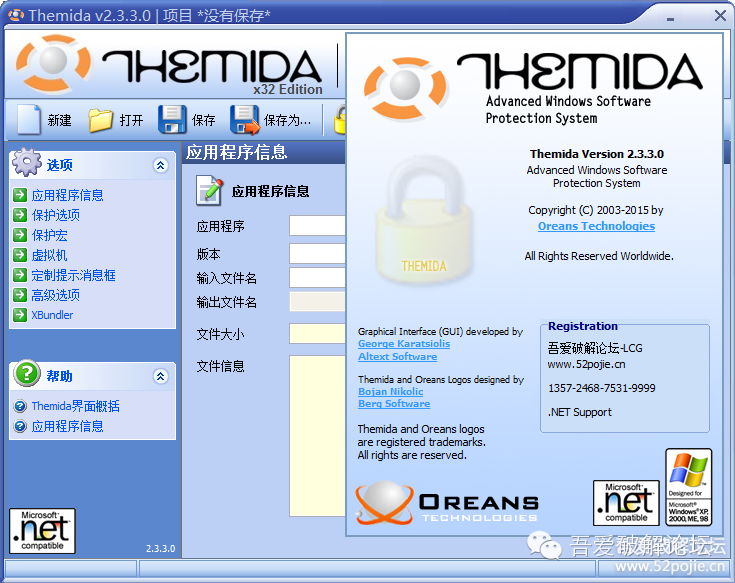 Themida v2.3.3.0 | 项目 *没有保存*
THEMIDA
x32 Edition
新建
打开
保存
保存为...
选项
应用程序信息
保护选项
保护宏
虚拟机
定制提示消息框
高级选项
XBundler
帮助
Themida界面概括
应用程序信息
Microsoft
.net
compatible
2.3.3.0
应用程序信息
应用程序信息
应用程序
版本
输入文件名
输出文件名
文件大小
文件信息
THEMIDA
Advanced Windows Software
Protection System
THEMIDA
Themida Version 2.3.3.0
Advanced Windows Software
Protection System
Copyright (C) 2003-2015 by
Oreans Technologies
All Rights Reserved Worldwide.
Graphical Interface (GUI) developed by
George Karatsiolis
Altext Software
Themida and Oreans Logos designed by
Bojan Nikolic
Berg Software
Themida and Oreans logos
are registered trademarks.
All rights are reserved.
Registration
吾爱破解论坛-LCG
www.52pojie.cn
1357-2468-7531-9999
.NET Support
OREANS
TECHNOLOGIES
Microsoft
.net
compatible
Designed for
Microsoft
Windows XP,
2000, ME, 98
吾爱破解论坛
www.52pojie.cn